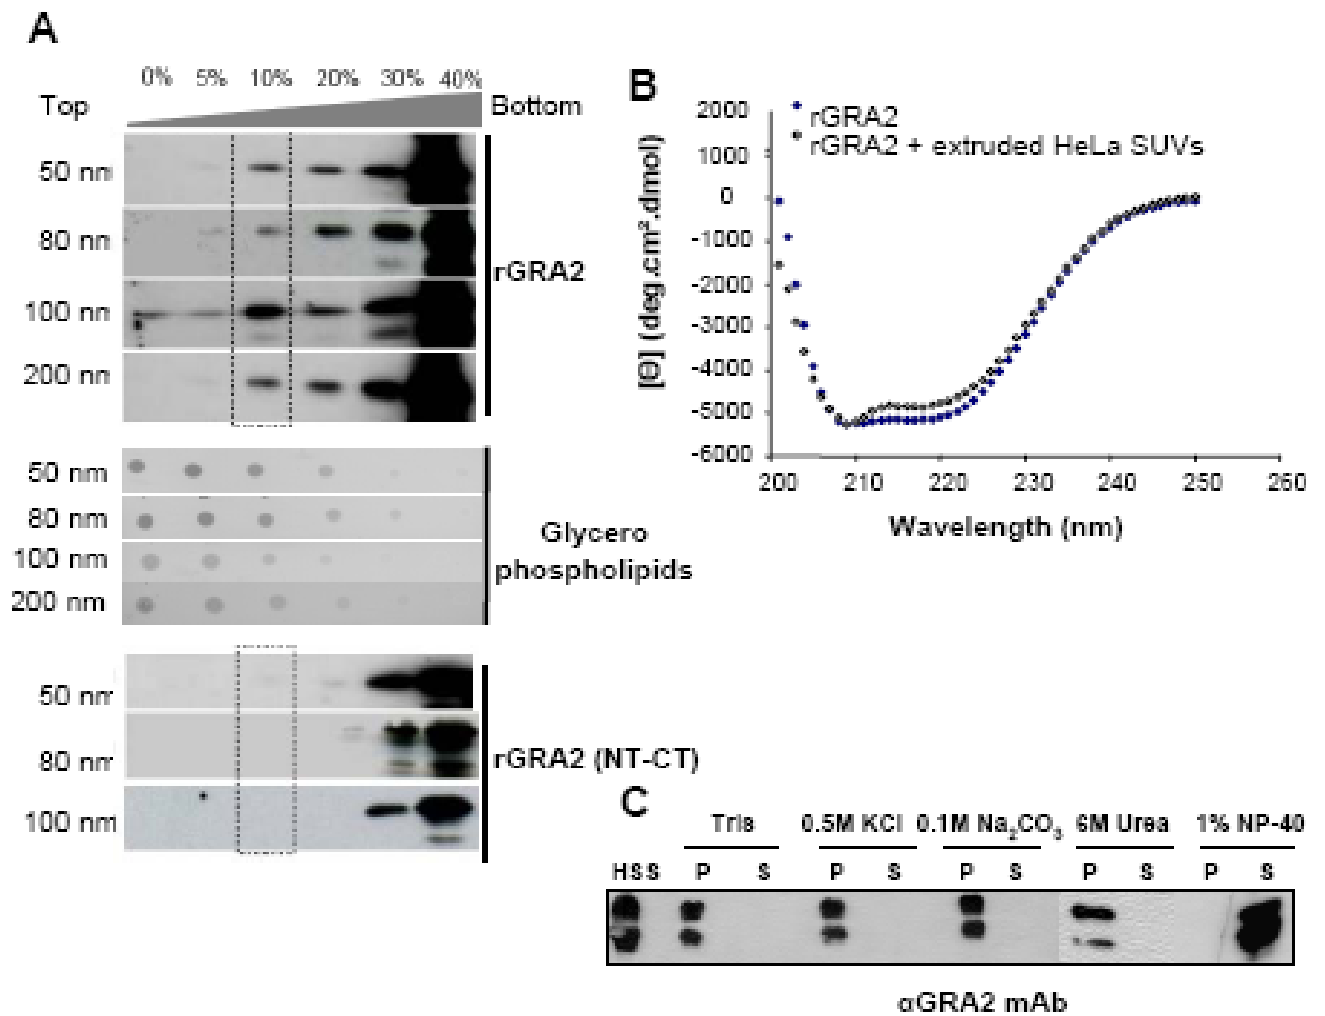 A
0% 5% 10% 20% 30% 40%
Top
Bottom
50 nm
80 nm
100 nm
200 nm
rGRA2
50 nm
80 nm
100 nm
200 nm
Glycero
phospholipids
50 nm
80 nm
100 nm
rGRA2 (NT-CT)
B
rGRA2
rGRA2 + extruded HeLa SUVs
2000
1000
0
-1000
-2000
-3000
-4000
-5000
-6000
[Θ] (deg.cm².dmol)
200 210 220 230 240 250 260
Wavelength (nm)
C
Tris 0.5M KCl 0.1M Na₂CO₃ 6M Urea 1% NP-40
HSS P S P S P S P S P S
αGRA2 mAb